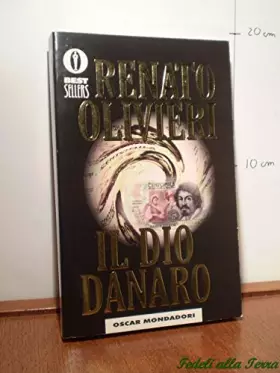 BEST
SELLERS
RENATO
OLIVIERI
IL DIO
DANARO
OSCAR MONDADORI
20 cm
10 cm
Fedeli alla Terra